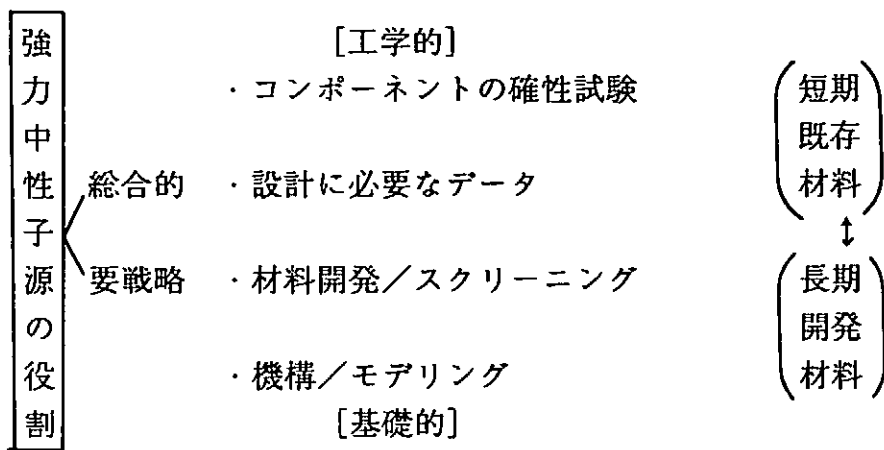 強力中性子源の役割
[工学的]
・コンポーネントの確性試験
総合的 ・設計に必要なデータ
要戦略 ・材料開発/スクリーニング
・機構/モデリング
[基礎的]
短期
既存
材料
↕
長期
開発
材料